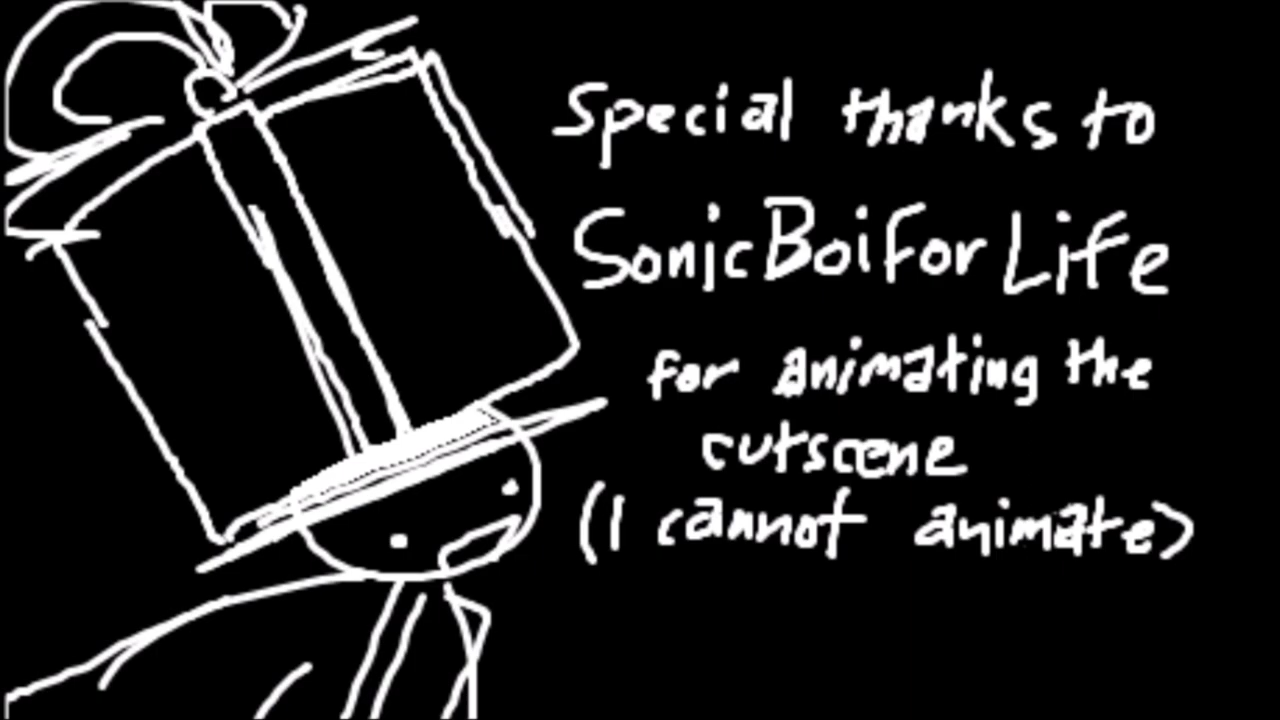 Special thanks to
SonicBoiForLife
for animating the
cutscene
(I cannot animate)